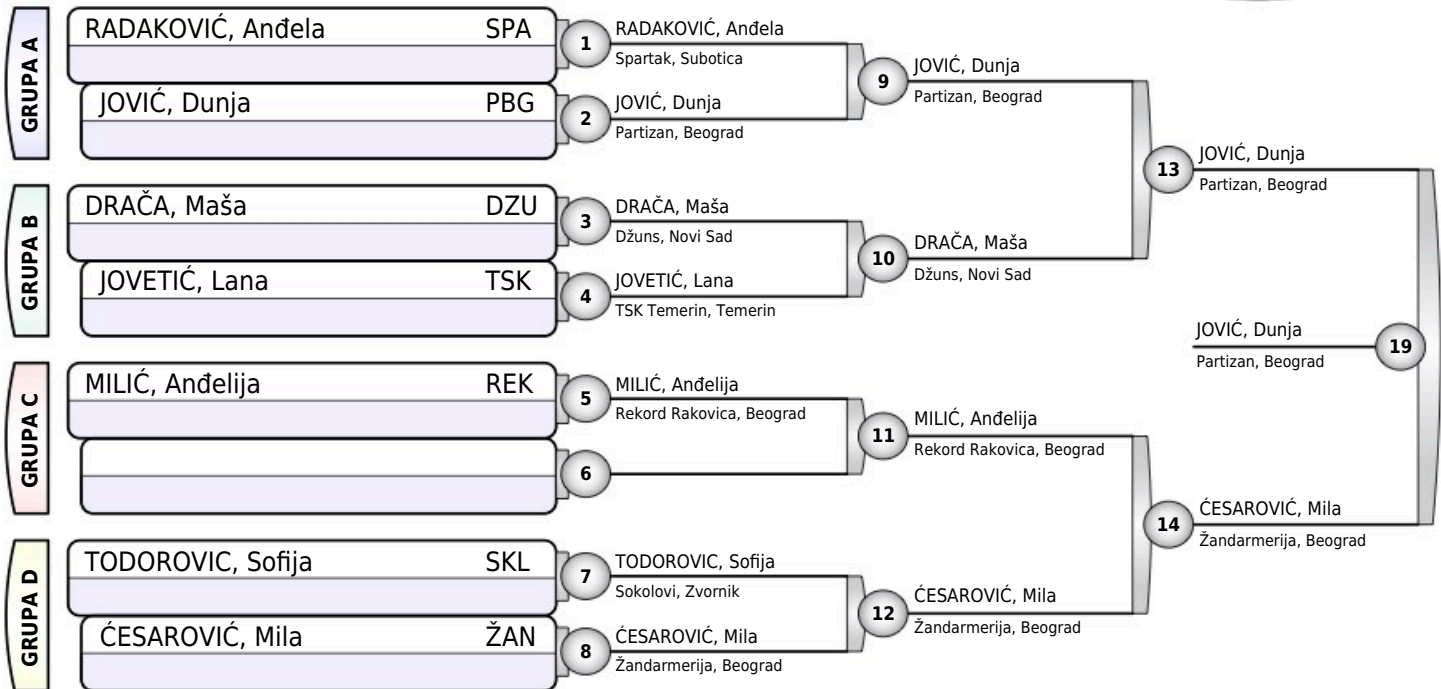 GRUPA A
RADAKOVIĆ, Anđela SPA
JOVIĆ, Dunja PBG
1
RADAKOVIĆ, Anđela
Spartak, Subotica
2
JOVIĆ, Dunja
Partizan, Beograd
9
JOVIĆ, Dunja
Partizan, Beograd
GRUPA B
DRAČA, Maša DZU
JOVETIĆ, Lana TSK
3
DRAČA, Maša
Džuns, Novi Sad
4
JOVETIĆ, Lana
TSK Temerin, Temerin
10
DRAČA, Maša
Džuns, Novi Sad
13
JOVIĆ, Dunja
Partizan, Beograd
GRUPA C
MILIĆ, Anđelija REK
5
MILIĆ, Anđelija
Rekord Rakovica, Beograd
6
11
MILIĆ, Anđelija
Rekord Rakovica, Beograd
GRUPA D
TODOROVIC, Sofija SKL
ĆESAROVIĆ, Mila ŽAN
7
TODOROVIC, Sofija
Sokolovi, Zvornik
8
ĆESAROVIĆ, Mila
Žandarmerija, Beograd
12
ĆESAROVIĆ, Mila
Žandarmerija, Beograd
14
ĆESAROVIĆ, Mila
Žandarmerija, Beograd
JOVIĆ, Dunja
Partizan, Beograd
19